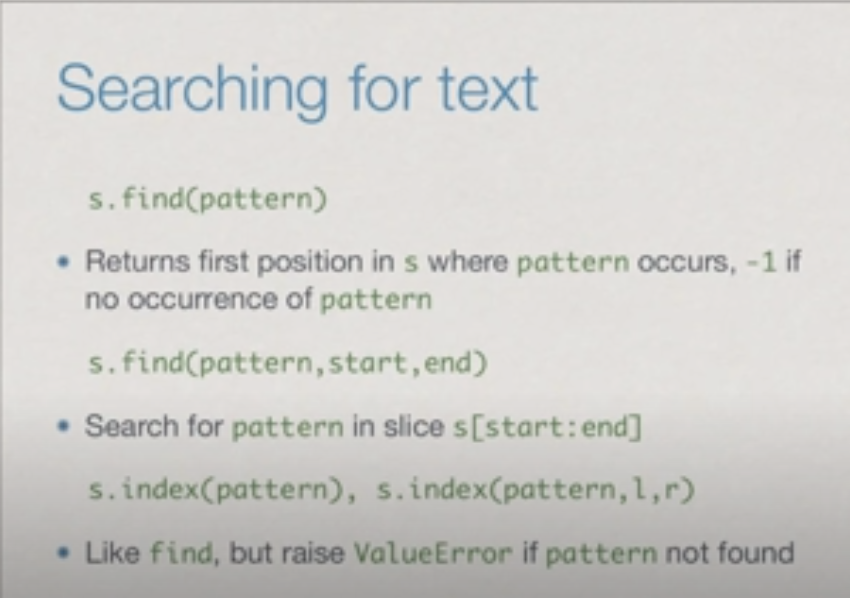 Searching for text
s.find(pattern)
• Returns first position in s where pattern occurs, -1 if
no occurrence of pattern
s.find(pattern,start,end)
• Search for pattern in slice s[start:end]
s.index(pattern), s.index(pattern,l,r)
• Like find, but raise ValueError if pattern not found